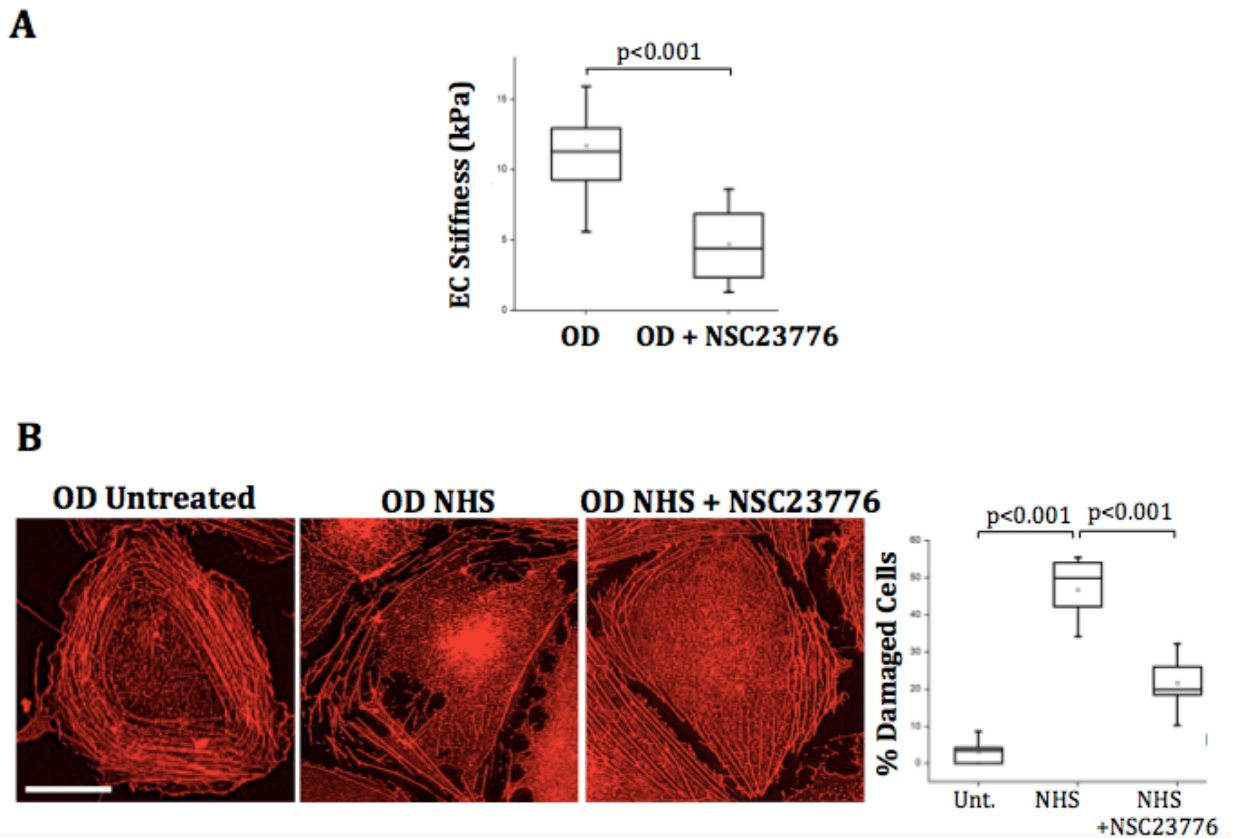 A
p<0.001
EC Stiffness (kPa)
15
10
5
0
OD
OD + NSC23776
B
OD Untreated
OD NHS
OD NHS + NSC23776
p<0.001
p<0.001
% Damaged Cells
60
50
40
30
20
10
0
Unt.
NHS
NHS
+NSC23776